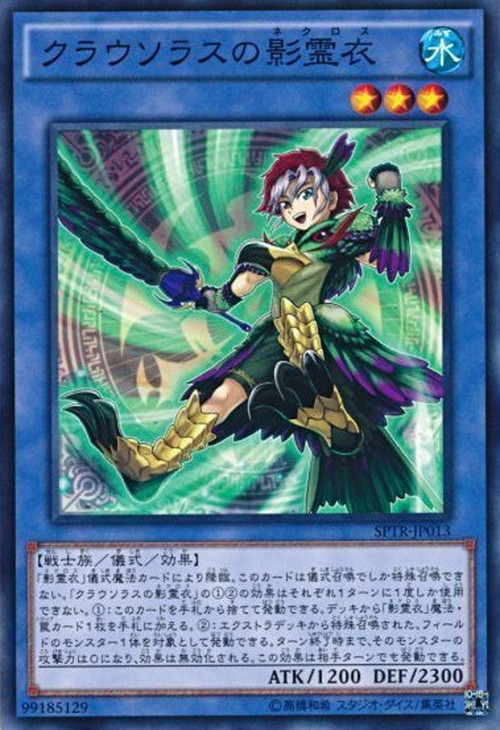 クラウソラスの影霊衣
ネクロス
水
SPTR-JP013
【戦士族／儀式／効果】
「影霊衣」儀式魔法カードにより降臨。このカードは儀式召喚でしか特殊召喚でき
ない。「クラウソラスの影霊衣」の①②の効果はそれぞれ1ターンに1度しか使用
できない。①：このカードを手札から捨てて発動できる。デッキから「影霊衣」魔法・
罠カード1枚を手札に加える。②：エクストラデッキから特殊召喚された、フィール
ドのモンスター1体を対象として発動できる。ターン終了時まで、そのモンスターの
攻撃力は0になり、効果は無効化される。この効果は相手ターンでも発動できる。
ATK/1200 DEF/2300
99185129
©高橋和希 スタジオ・ダイス/集英社